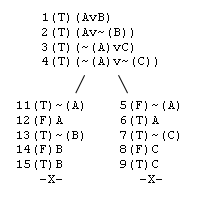 1(T)(AvB)
2(T)(Av~(B))
3(T)(~(A)vC)
4(T)(~(A)v~(C))
11(T)~(A)
12(F)A
13(T)~(B)
14(F)B
15(T)B
-X-
5(F)~(A)
6(T)A
7(T)~(C)
8(F)C
9(T)C
-X-